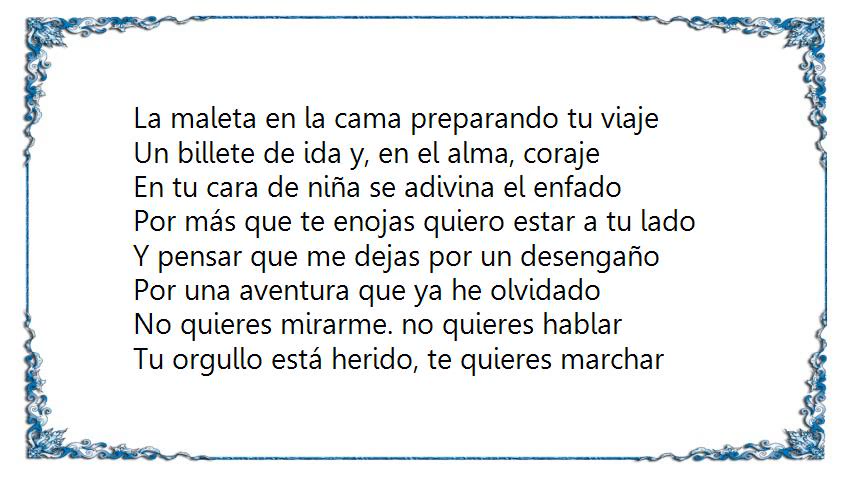 La maleta en la cama preparando tu viaje
Un billete de ida y, en el alma, coraje
En tu cara de niña se adivina el enfado
Por más que te enojas quiero estar a tu lado
Y pensar que me dejas por un desengaño
Por una aventura que ya he olvidado
No quieres mirarme. no quieres hablar
Tu orgullo está herido, te quieres marchar